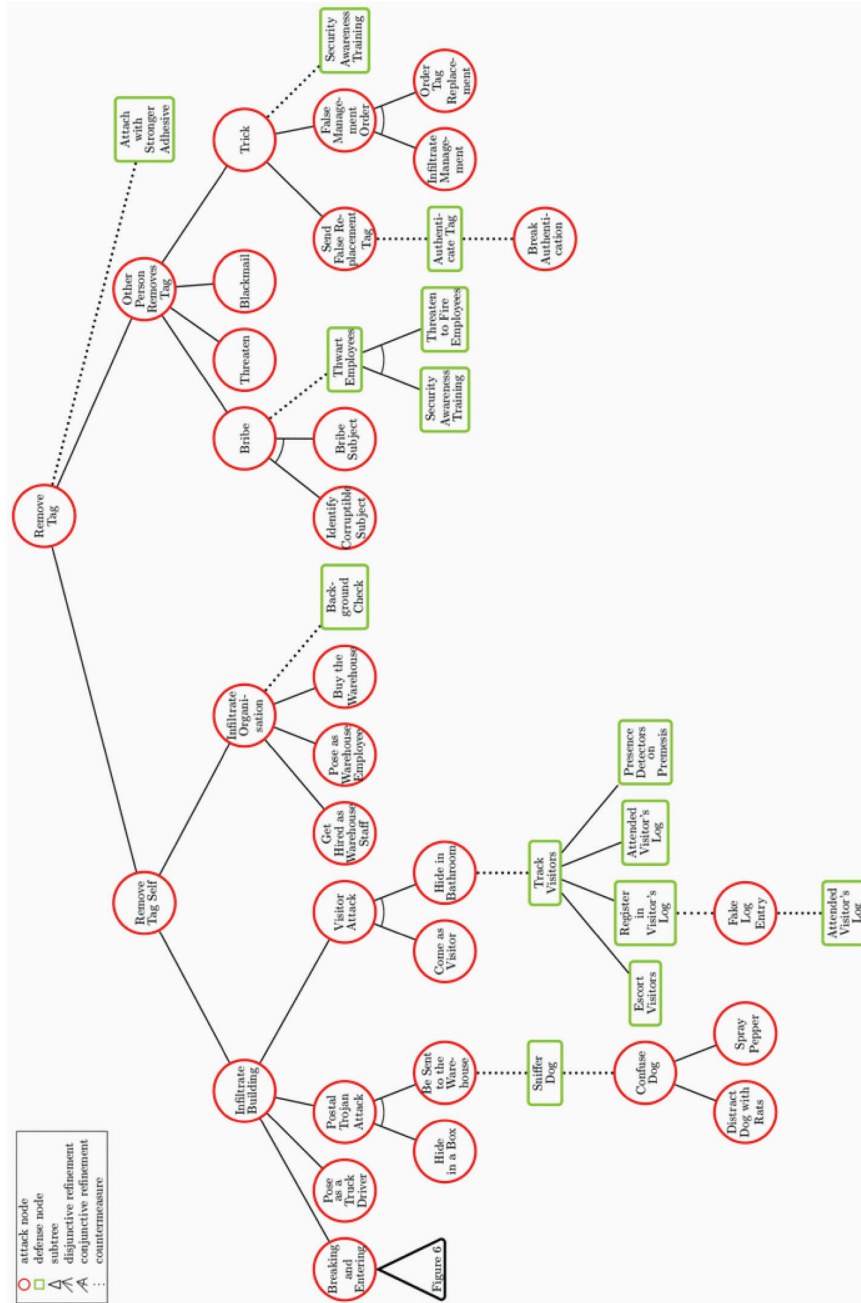 attack node
defense node
subtree
disjunctive refinement
conjunctive refinement
countermeasure
Remove
Tag
Remove
Tag Self
Other
Person
Removes
Tag
Attach
with
Stronger
Adhesive
Infiltrate
Building
Infiltrate
Organi-
sation
Bribe
Threaten
Blackmail
Trick
Breaking
and
Entering
Pose
as a
Truck
Driver
Postal
Trojan
Attack
Visitor
Attack
Get
Hired as
Warehouse
Staff
Pose as
Warehouse
Employee
Buy the
Warehouse
Back-
ground
Check
Identify
Corruptible
Subject
Bribe
Subject
Thwart
Employees
Send
False Re-
placement
Tag
False
Manage-
ment
Order
Security
Awareness
Training
Figure 6
Hide
in a Box
Be Sent
to the
Ware-
house
Come as
Visitor
Hide in
Bathroom
Security
Awareness
Training
Threaten
to Fire
Employees
Authenti-
cate Tag
Infiltrate
Manage-
ment
Order
Tag
Replace-
ment
Sniffer
Dog
Track
Visitors
Break
Authenti-
cation
Confuse
Dog
Escort
Visitors
Register
in
Visitor's
Log
Attended
Visitor's
Log
Presence
Detectors
on
Premesis
Distract
Dog with
Rats
Spray
Pepper
Fake
Log
Entry
Attended
Visitor's
Log